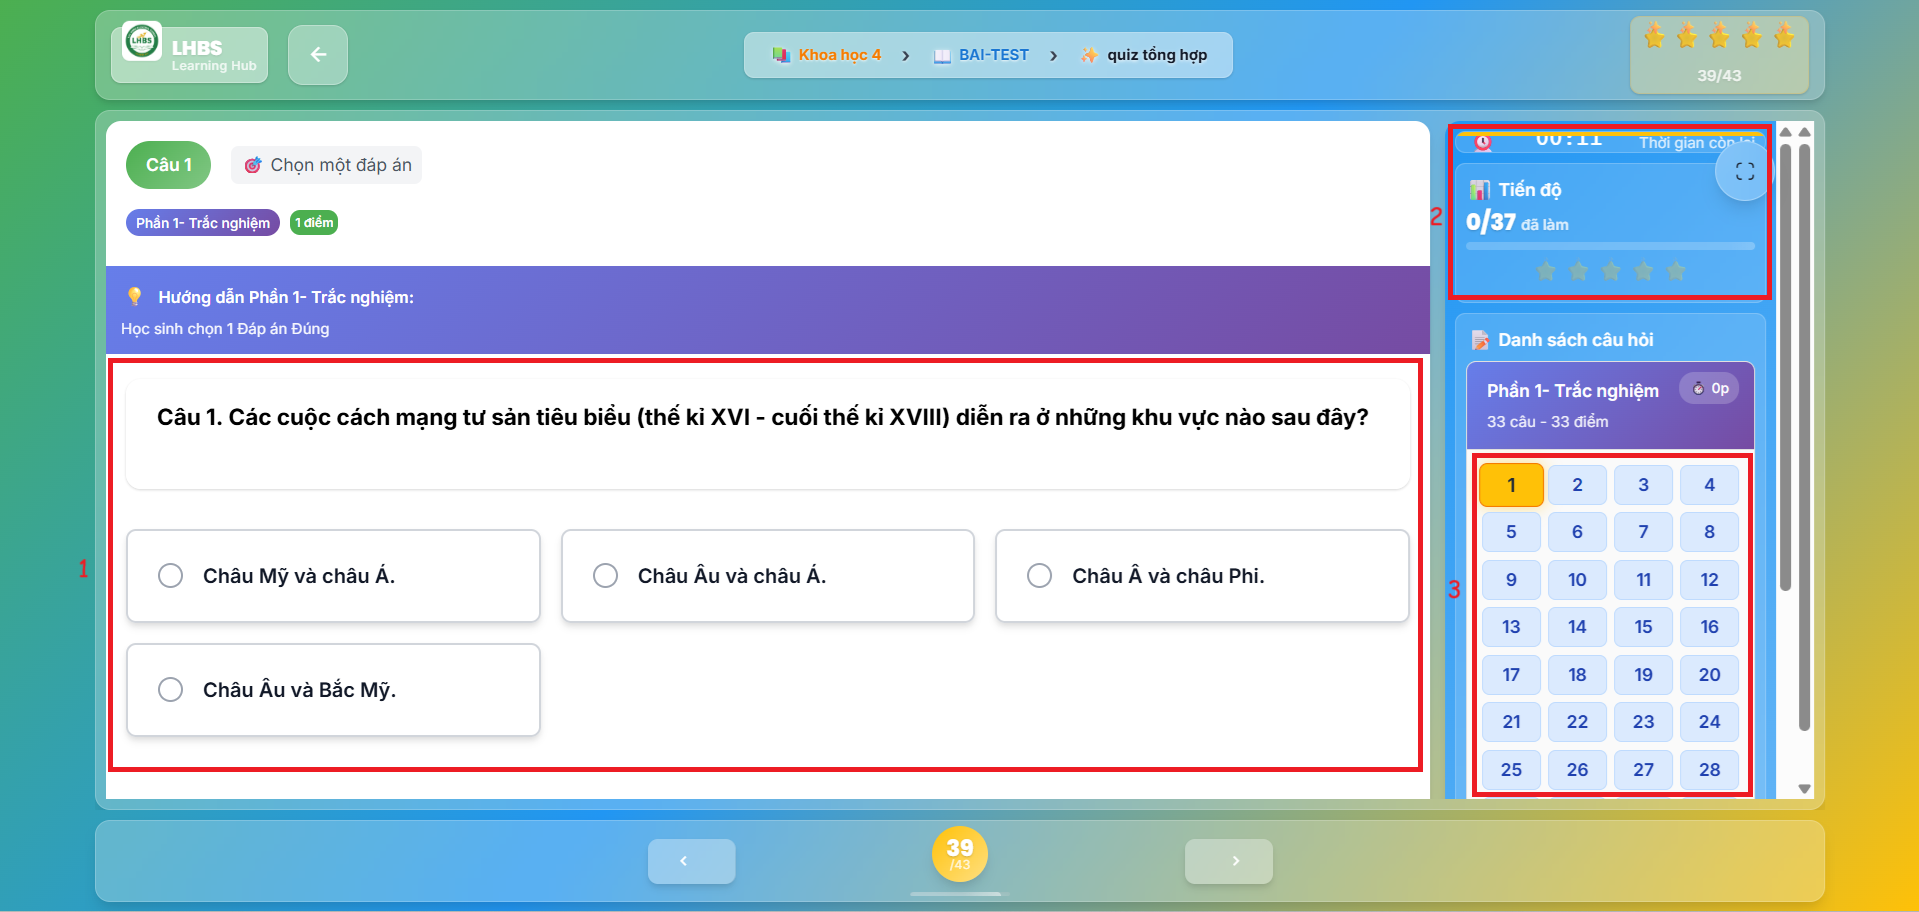 LHBS
LHBS
Learning Hub
Khoa học 4
BAI-TEST
quiz tổng hợp
39/43
Câu 1
Chọn một đáp án
Phần 1- Trắc nghiệm
1 điểm
Hướng dẫn Phần 1- Trắc nghiệm:
Học sinh chọn 1 Đáp án Đúng
1
Câu 1. Các cuộc cách mạng tư sản tiêu biểu (thế kỉ XVI - cuối thế kỉ XVIII) diễn ra ở những khu vực nào sau đây?
Châu Mỹ và châu Á.
Châu Âu và châu Á.
Châu Â và châu Phi.
Châu Âu và Bắc Mỹ.
2
00:11
Thời gian còn lại
Tiến độ
0/37 đã làm
Danh sách câu hỏi
Phần 1- Trắc nghiệm
0p
33 câu - 33 điểm
3
1 2 3 4
5 6 7 8
9 10 11 12
13 14 15 16
17 18 19 20
21 22 23 24
25 26 27 28
39
/43